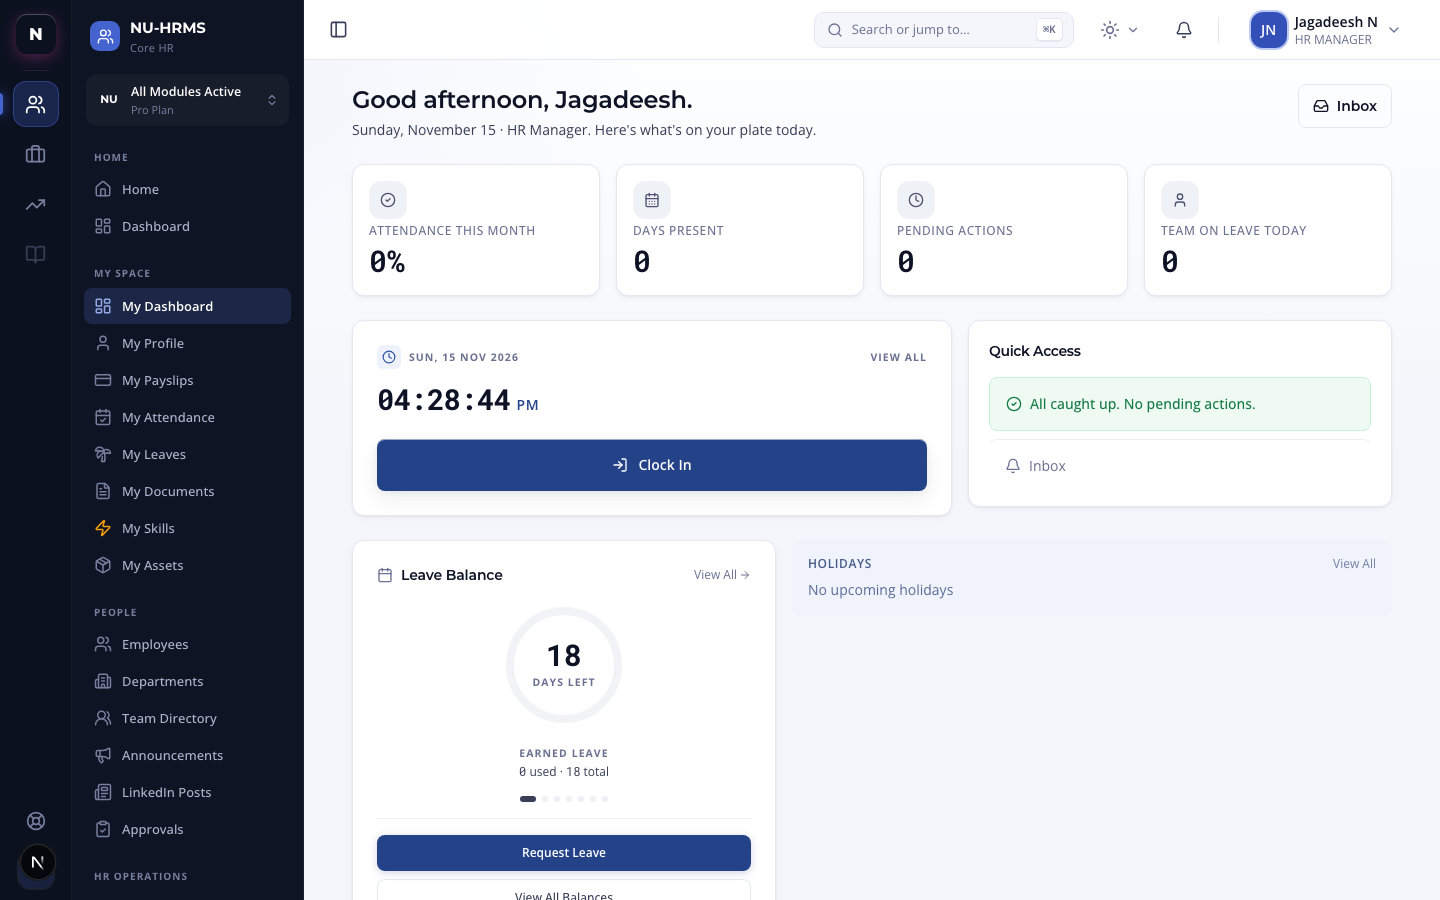 N
NU-HRMS
Core HR
Search or jump to...
⌘K
JN
Jagadeesh N
HR MANAGER
NU
All Modules Active
Pro Plan
HOME
Home
Dashboard
MY SPACE
My Dashboard
My Profile
My Payslips
My Attendance
My Leaves
My Documents
My Skills
My Assets
PEOPLE
Employees
Departments
Team Directory
Announcements
LinkedIn Posts
Approvals
HR OPERATIONS
N
Good afternoon, Jagadeesh.
Sunday, November 15 · HR Manager. Here's what's on your plate today.
Inbox
ATTENDANCE THIS MONTH
0%
DAYS PRESENT
0
PENDING ACTIONS
0
TEAM ON LEAVE TODAY
0
SUN, 15 NOV 2026
VIEW ALL
04:28:44 PM
Clock In
Quick Access
All caught up. No pending actions.
Inbox
Leave Balance
View All →
18
DAYS LEFT
EARNED LEAVE
0 used · 18 total
Request Leave
View All Balances
HOLIDAYS
View All
No upcoming holidays